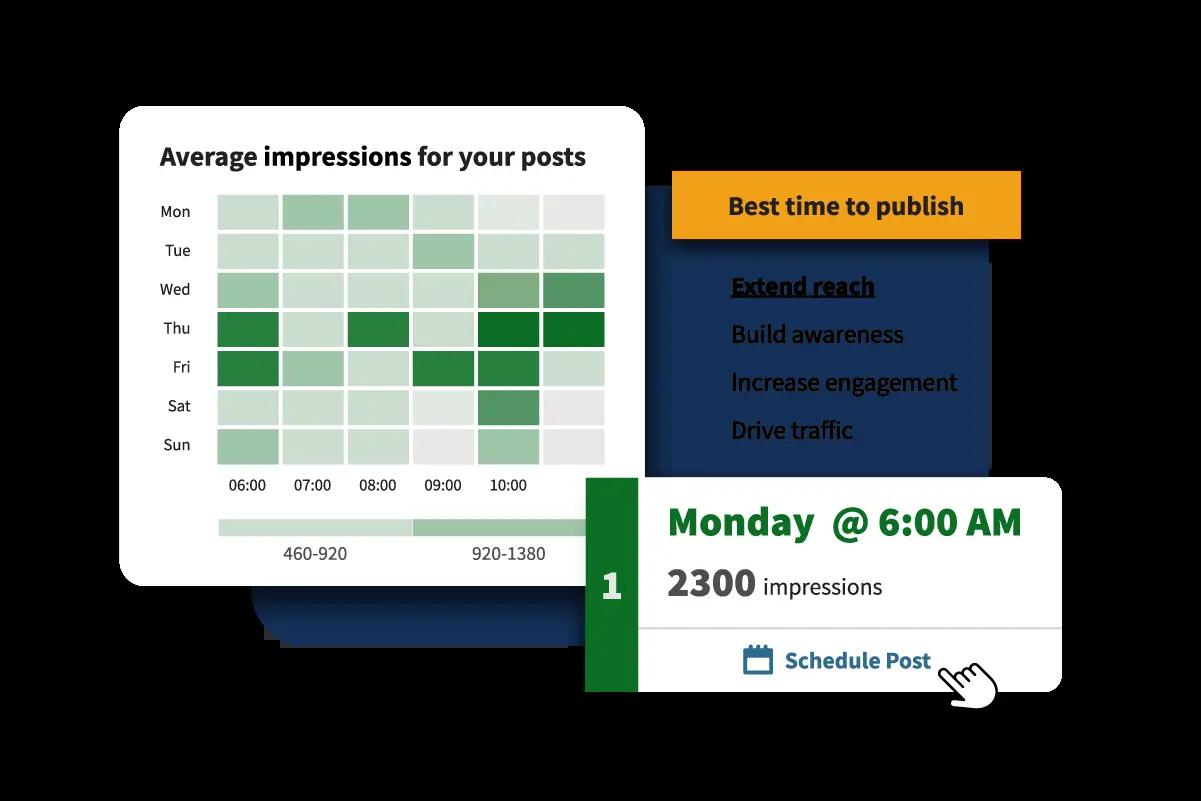 Average impressions for your posts
Mon
Tue
Wed
Thu
Fri
Sat
Sun
06:00 07:00 08:00 09:00 10:00
460-920 920-1380
Best time to publish
Extend reach
Build awareness
Increase engagement
Drive traffic
1
Monday @ 6:00 AM
2300 impressions
Schedule Post